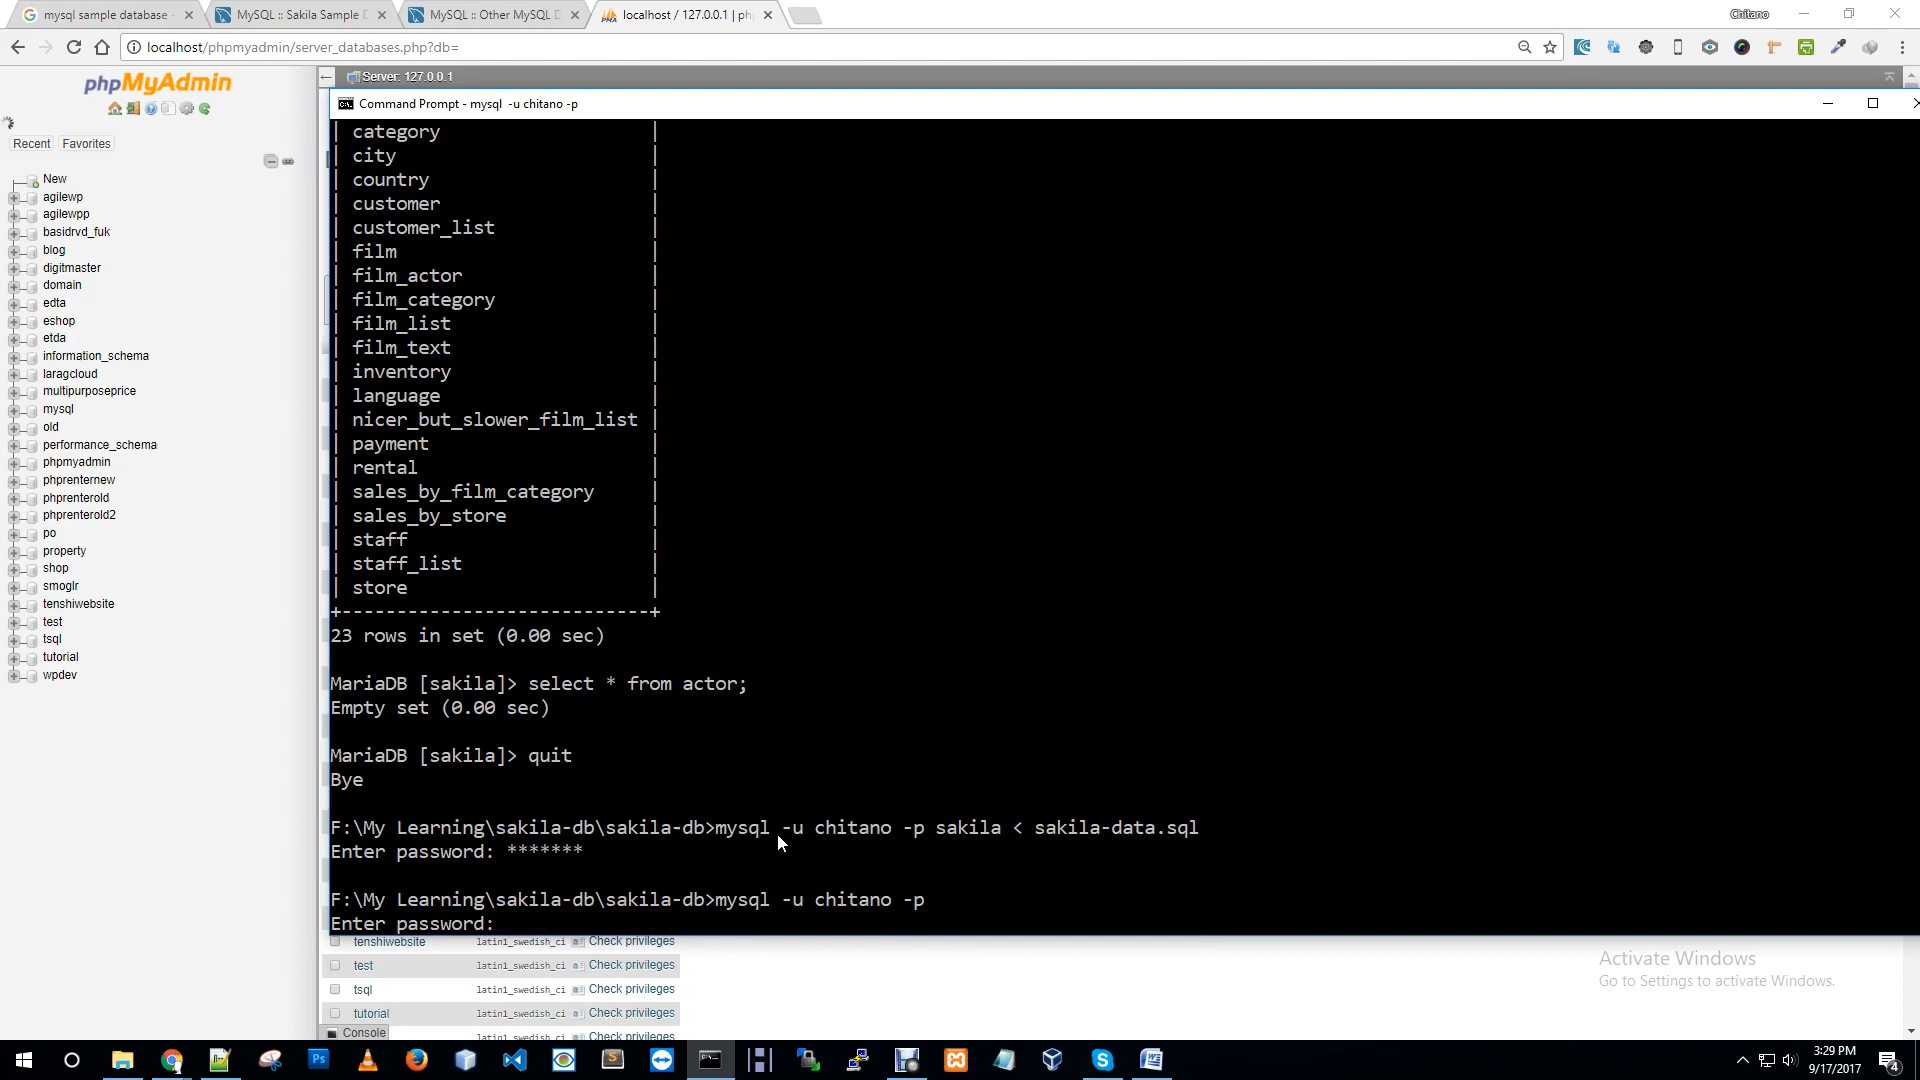 mysql sample database
MySQL :: Sakila Sample D
MySQL :: Other MySQL D
localhost / 127.0.0.1 | ph
Chitano
localhost/phpmyadmin/server_databases.php?db=
phpMyAdmin
Server: 127.0.0.1
Recent
Favorites
New
agilewp
agilewpp
basidrvd_fuk
blog
digitmaster
domain
edta
eshop
etda
information_schema
laragcloud
multipurposeprice
mysql
old
performance_schema
phpmyadmin
phprenternew
phprenterold
phprenterold2
po
property
shop
smoglr
tenshiwebsite
test
tsql
tutorial
wpdev
Command Prompt - mysql -u chitano -p
| category |
| city |
| country |
| customer |
| customer_list |
| film |
| film_actor |
| film_category |
| film_list |
| film_text |
| inventory |
| language |
| nicer_but_slower_film_list |
| payment |
| rental |
| sales_by_film_category |
| sales_by_store |
| staff |
| staff_list |
| store |
+----------------------------+
23 rows in set (0.00 sec)
MariaDB [sakila]> select * from actor;
Empty set (0.00 sec)
MariaDB [sakila]> quit
Bye
F:\My Learning\sakila-db\sakila-db>mysql -u chitano -p sakila < sakila-data.sql
Enter password: *******
F:\My Learning\sakila-db\sakila-db>mysql -u chitano -p
Enter password:
tenshiwebsite latin1_swedish_ci Check privileges
test latin1_swedish_ci Check privileges
tsql latin1_swedish_ci Check privileges
tutorial latin1_swedish_ci Check privileges
latin1_swedish_ci Check privileges
Console
Activate Windows
Go to Settings to activate Windows.
3:29 PM
9/17/2017
4